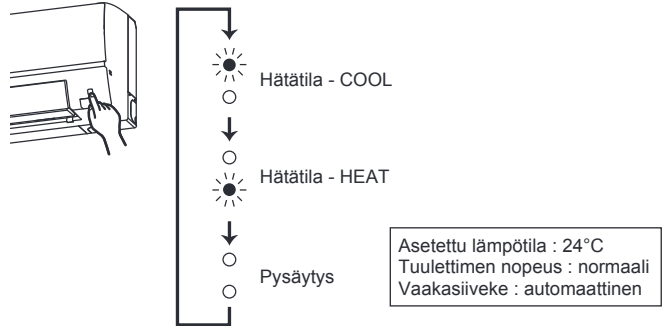 Hätätila - COOL
Hätätila - HEAT
Pysäytys
Asetettu lämpötila : 24°C
Tuulettimen nopeus : normaali
Vaakasiiveke : automaattinen